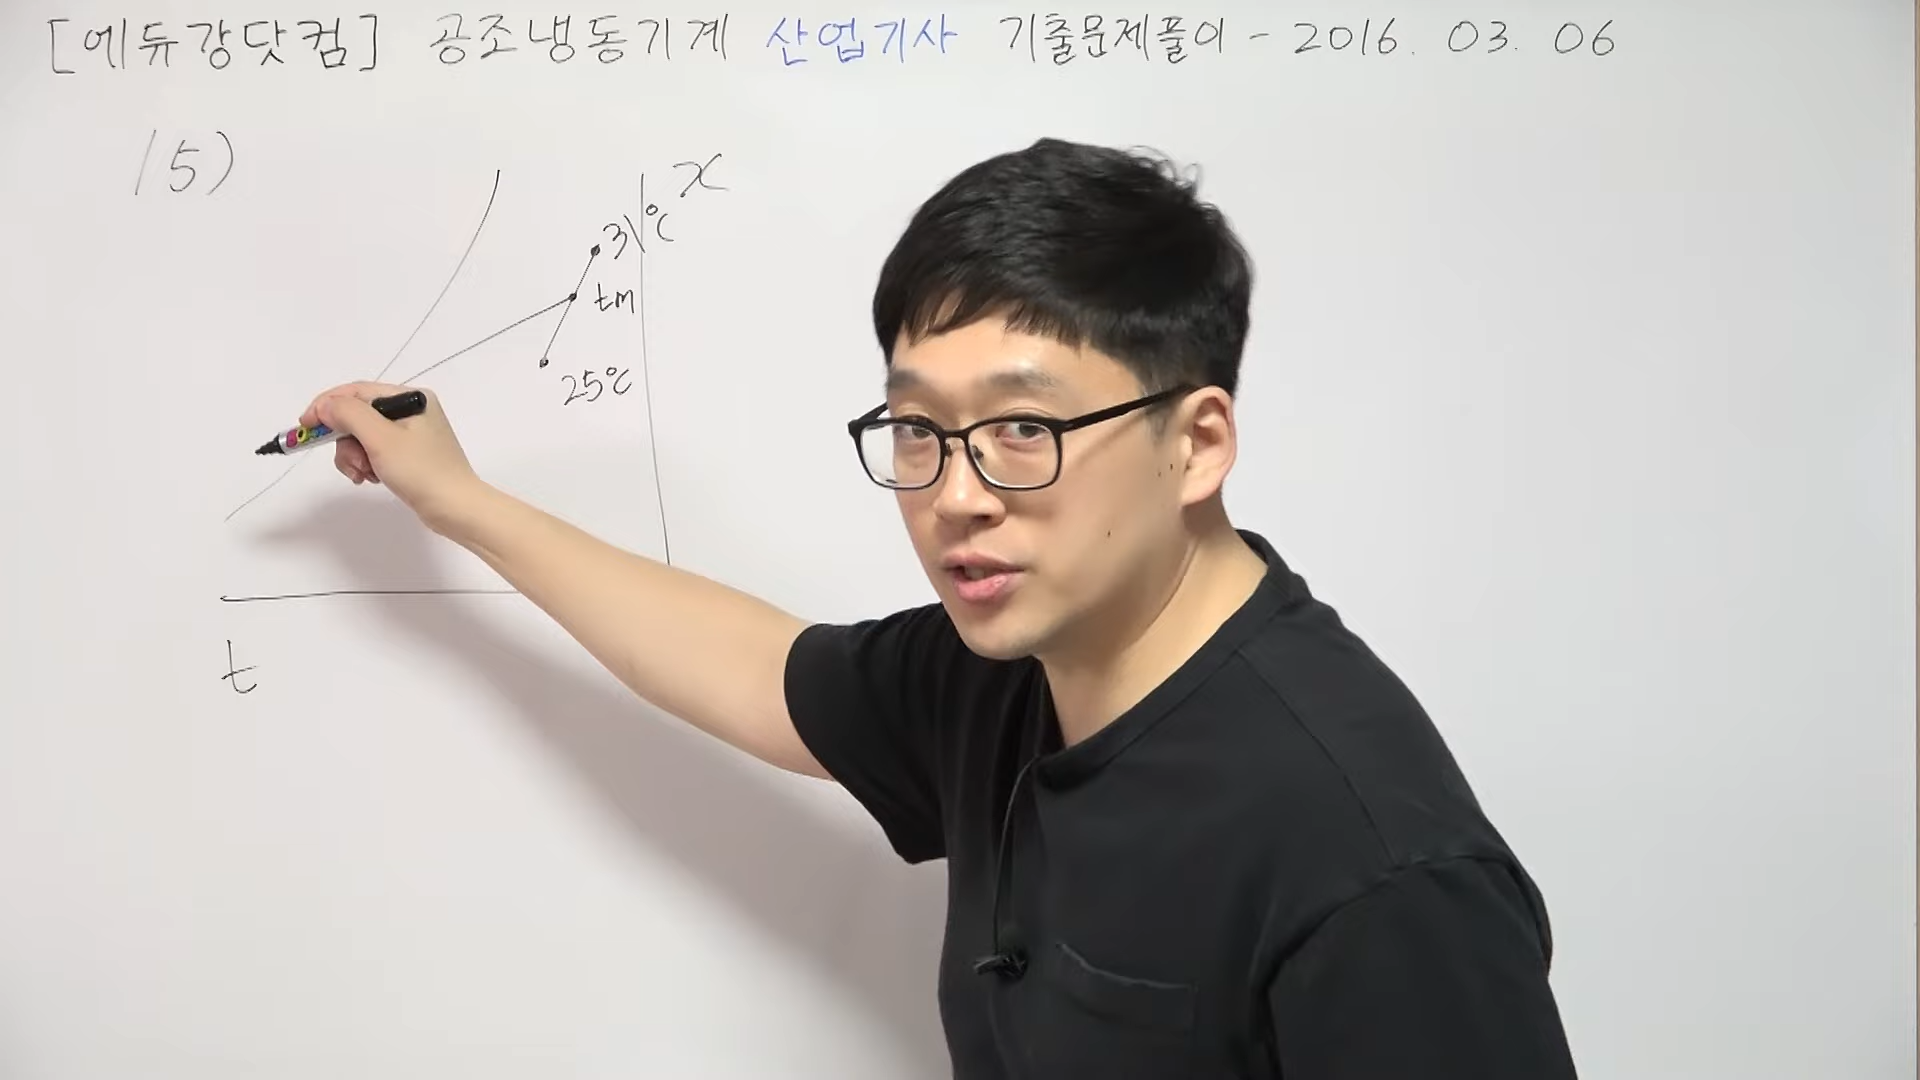 [에듀강닷컴] 공조냉동기계 산업기사 기출문제풀이 - 2016. 03. 06
15)
x
31℃
tm
25℃
t